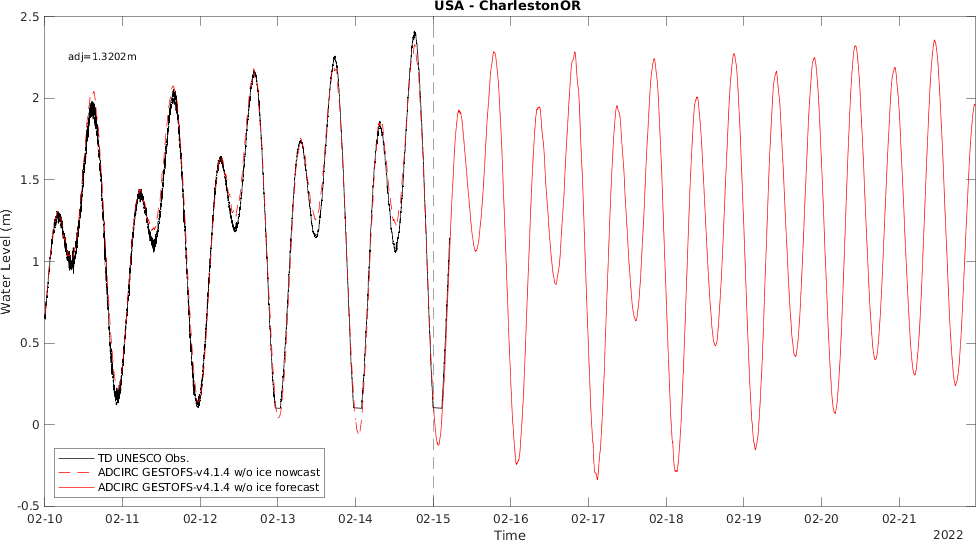 USA - CharlestonOR
adj=1.3202m
2.5
2
1.5
1
0.5
0
-0.5
Water Level (m)
TD UNESCO Obs.
ADCIRC GESTOFS-v4.1.4 w/o ice nowcast
ADCIRC GESTOFS-v4.1.4 w/o ice forecast
02-10 02-11 02-12 02-13 02-14 02-15 02-16 02-17 02-18 02-19 02-20 02-21
Time
2022